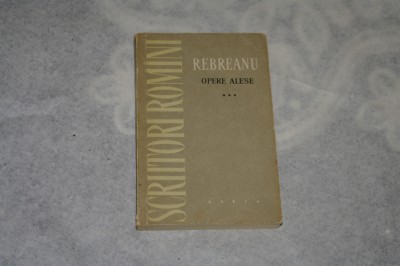 SCRIITORI ROMÎNI
REBREANU
OPERE ALESE
***